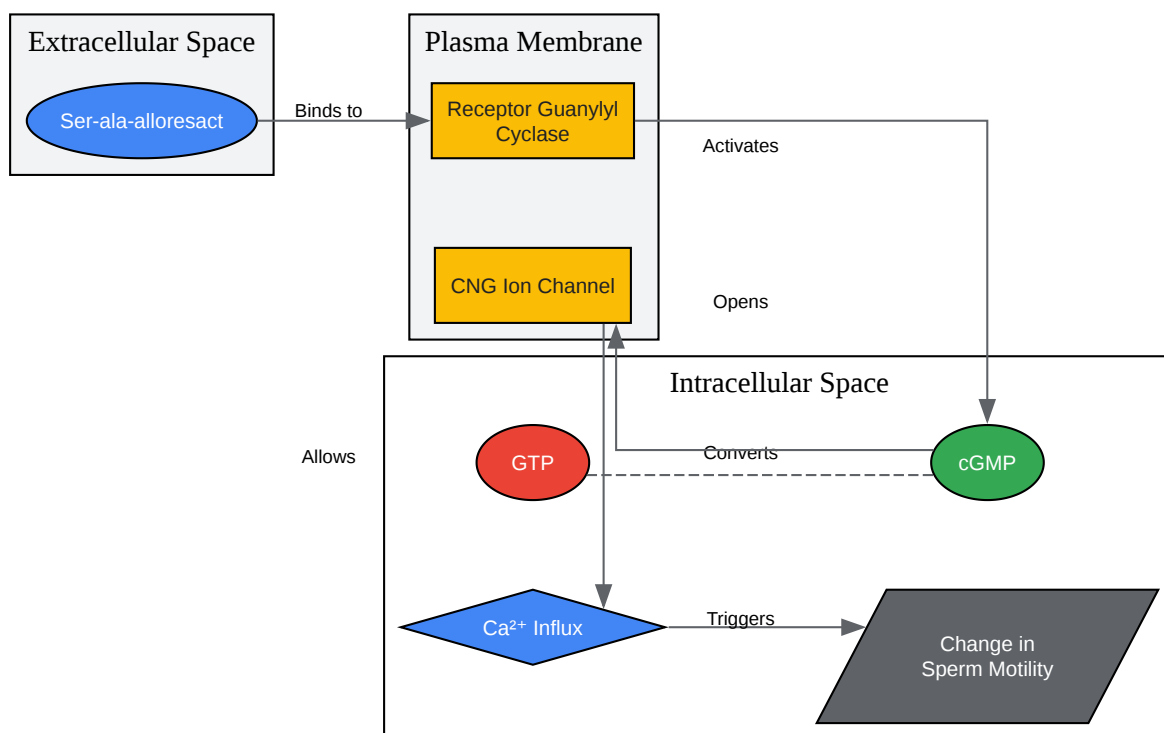 Extracellular Space
Plasma Membrane
Ser-ala-alloresact
Binds to
Receptor Guanylyl
Cyclase
Activates
CNG Ion Channel
Opens
Intracellular Space
Allows
GTP
Converts
cGMP
Ca²⁺ Influx
Triggers
Change in
Sperm Motility